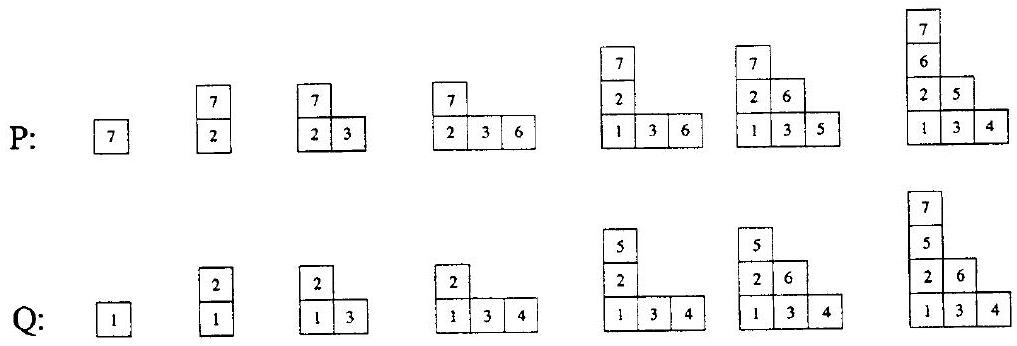 7
7 7 6
7 7 7 2 2 6 2 5
P: 7 2 2 3 2 3 6 1 3 6 1 3 5 1 3 4
7
5 5 5
2 2 2 2 2 6 2 6
Q: 1 1 1 3 1 3 4 1 3 4 1 3 4 1 3 4